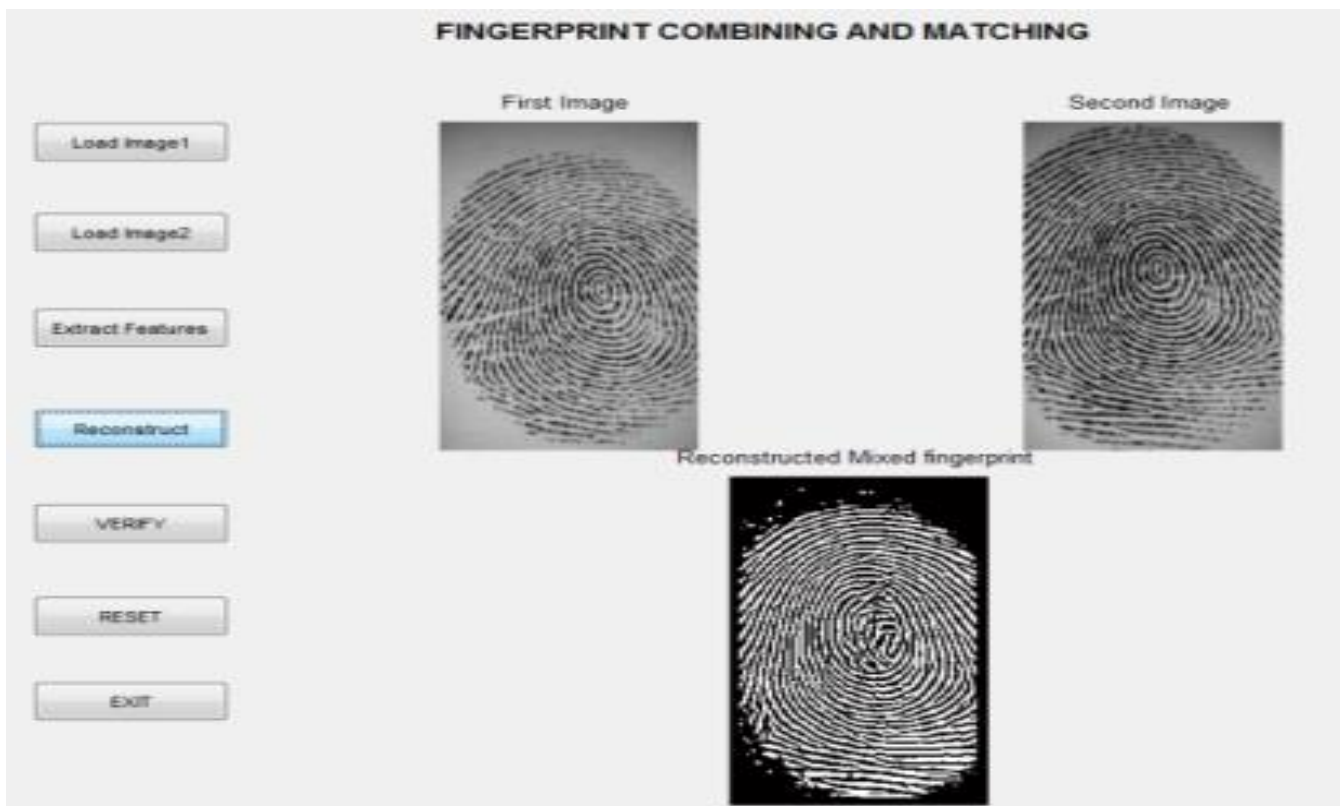 FINGERPRINT COMBINING AND MATCHING
First Image
Second Image
Load Image1
Load Image2
Extract Features
Reconstruct
Reconstructed Mixed fingerprint
VERIFY
RESET
EXIT